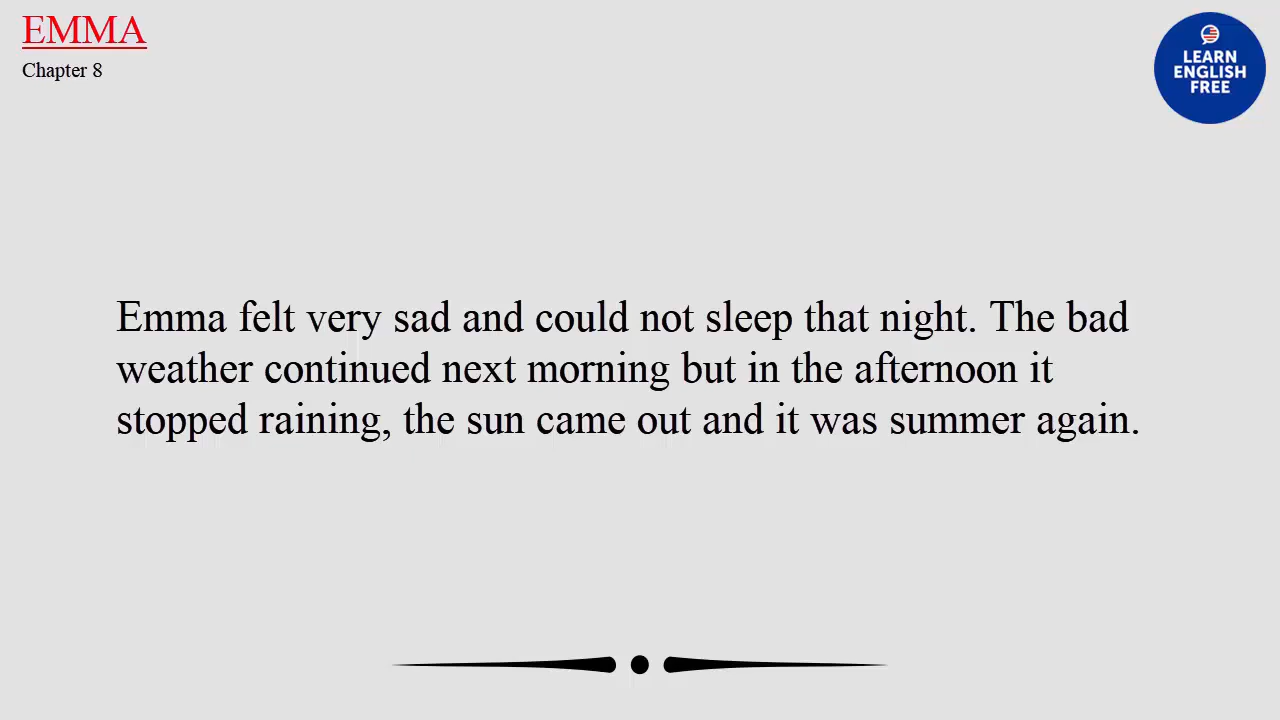 EMMA
Chapter 8
LEARN
ENGLISH
FREE
Emma felt very sad and could not sleep that night. The bad
weather continued next morning but in the afternoon it
stopped raining, the sun came out and it was summer again.